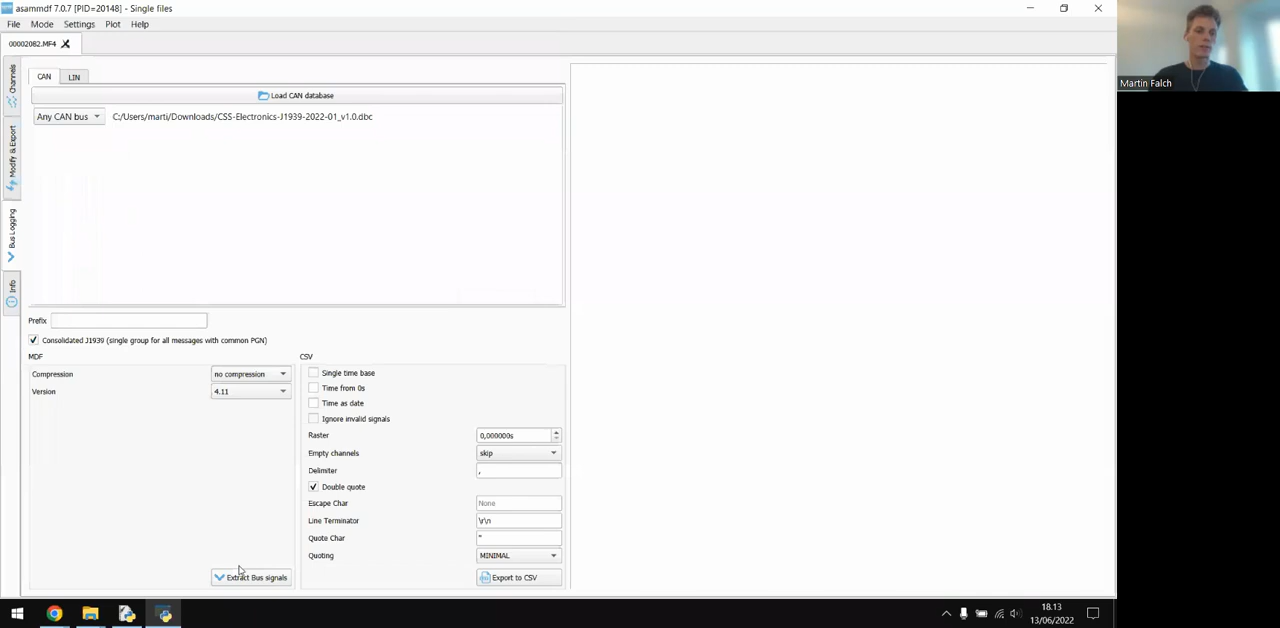 asammdf 7.0.7 [PID=20148] - Single files
File Mode Settings Plot Help
00002082.MF4
Channels
Modify & Export
Bus Logging
Info
CAN LIN
Load CAN database
Any CAN bus C:/Users/marti/Downloads/CSS-Electronics-J1939-2022-01_v1.0.dbc
Prefix
Consolidated J1939 (single group for all messages with common PGN)
MDF
Compression no compression
Version 4.11
Extract Bus signals
CSV
Single time base
Time from 0s
Time as date
Ignore invalid signals
Raster 0,000000s
Empty channels skip
Delimiter ,
Double quote
Escape Char None
Line Terminator \r\n
Quote Char "
Quoting MINIMAL
Export to CSV
Martin Falch
18.13
13/06/2022